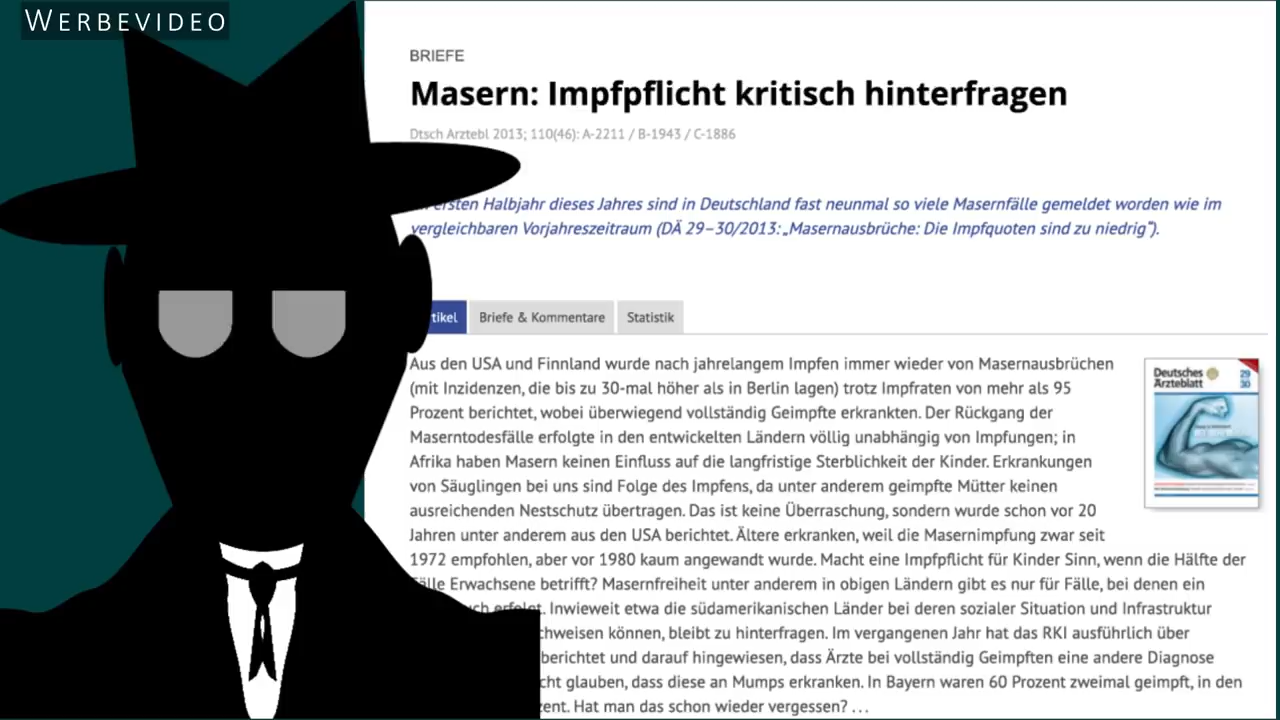 WERBEVIDEO
BRIEFE
Masern: Impfpflicht kritisch hinterfragen
Dtsch Arztebl 2013; 110(46): A-2211 / B-1943 / C-1886
ersten Halbjahr dieses Jahres sind in Deutschland fast neunmal so viele Masernfälle gemeldet worden wie im
vergleichbaren Vorjahreszeitraum (DÄ 29–30/2013: „Masernausbrüche: Die Impfquoten sind zu niedrig“).
tikel Briefe & Kommentare Statistik
Aus den USA und Finnland wurde nach jahrelangem Impfen immer wieder von Masernausbrüchen
(mit Inzidenzen, die bis zu 30-mal höher als in Berlin lagen) trotz Impfraten von mehr als 95
Prozent berichtet, wobei überwiegend vollständig Geimpfte erkrankten. Der Rückgang der
Maserntodesfälle erfolgte in den entwickelten Ländern völlig unabhängig von Impfungen; in
Afrika haben Masern keinen Einfluss auf die langfristige Sterblichkeit der Kinder. Erkrankungen
von Säuglingen bei uns sind Folge des Impfens, da unter anderem geimpfte Mütter keinen
ausreichenden Nestschutz übertragen. Das ist keine Überraschung, sondern wurde schon vor 20
Jahren unter anderem aus den USA berichtet. Ältere erkranken, weil die Masernimpfung zwar seit
1972 empfohlen, aber vor 1980 kaum angewandt wurde. Macht eine Impfpflicht für Kinder Sinn, wenn die Hälfte der
Fälle Erwachsene betrifft? Masernfreiheit unter anderem in obigen Ländern gibt es nur für Fälle, bei denen ein
uch erfolgt. Inwieweit etwa die südamerikanischen Länder bei deren sozialer Situation und Infrastruktur
chweisen können, bleibt zu hinterfragen. Im vergangenen Jahr hat das RKI ausführlich über
berichtet und darauf hingewiesen, dass Ärzte bei vollständig Geimpften eine andere Diagnose
cht glauben, dass diese an Mumps erkranken. In Bayern waren 60 Prozent zweimal geimpft, in den
zent. Hat man das schon wieder vergessen? . . .
Deutsches
Ärzteblatt
29
30